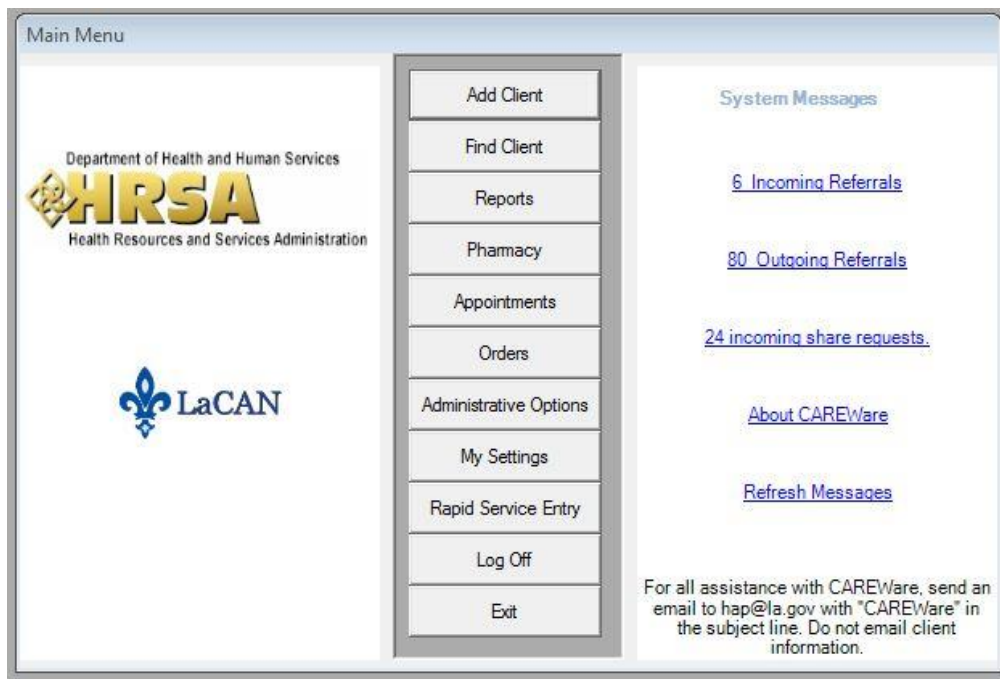 Main Menu
Department of Health and Human Services
HRSA
Health Resources and Services Administration
LaCAN
Add Client
Find Client
Reports
Pharmacy
Appointments
Orders
Administrative Options
My Settings
Rapid Service Entry
Log Off
Exit
System Messages
6 Incoming Referrals
80 Outgoing Referrals
24 incoming share requests.
About CAREWare
Refresh Messages
For all assistance with CAREWare, send an
email to hap@la.gov with "CAREWare" in
the subject line. Do not email client
information.